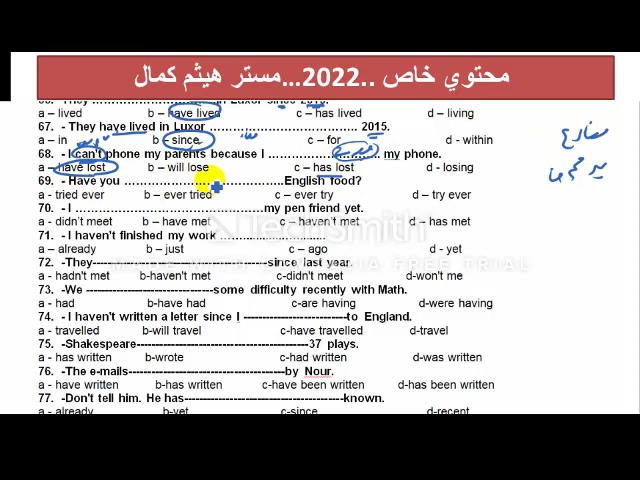 محتوي خاص ..2022...مستر هيثم كمال
66. - They ……………………… in Luxor since 2015.
a – lived b – have lived c – has lived d – living
67. - They have lived in Luxor ………………………… 2015.
a – in b - since c – for d - within
68. - I can't phone my parents because I ………………… my phone.
a – have lost b – will lose c – has lost d - losing
69. - Have you ………………………………English food?
a - tried ever b – ever tried c – ever try d – try ever
70. - I …………………………………my pen friend yet.
a - didn't meet b – have met c – haven't met d – has met
71. – I haven't finished my work ……………………
a – already b – just c – ago d - yet
72. –They-------------------------------since last year.
a - hadn't met b-haven't met c-didn't meet d-won't me
73. –We -------------------------------some difficulty recently with Math.
a - had b-have had c-are having d-were having
74. - I haven't written a letter since I -------------------------to England.
a - travelled b-will travel c-have travelled d-travel
75. -Shakespeare-----------------------------------------37 plays.
a - has written b-wrote c-had written d-was written
76. -The e-mails--------------------------------by Nour.
a – have written b-has written c-have been written d-has been written
77. -Don't tell him. He has--------------------------------known.
a - already b-yet c-since d-recent
مضارع
TechSmith